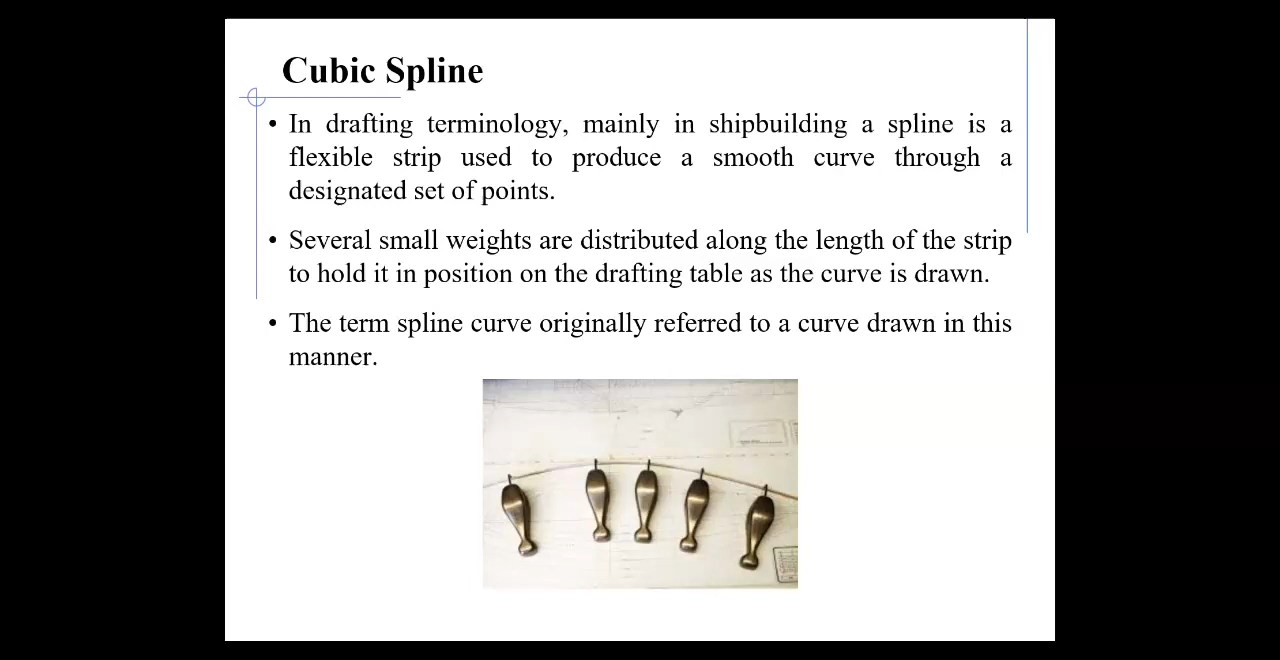 Cubic Spline
• In drafting terminology, mainly in shipbuilding a spline is a
flexible strip used to produce a smooth curve through a
designated set of points.
• Several small weights are distributed along the length of the strip
to hold it in position on the drafting table as the curve is drawn.
• The term spline curve originally referred to a curve drawn in this
manner.